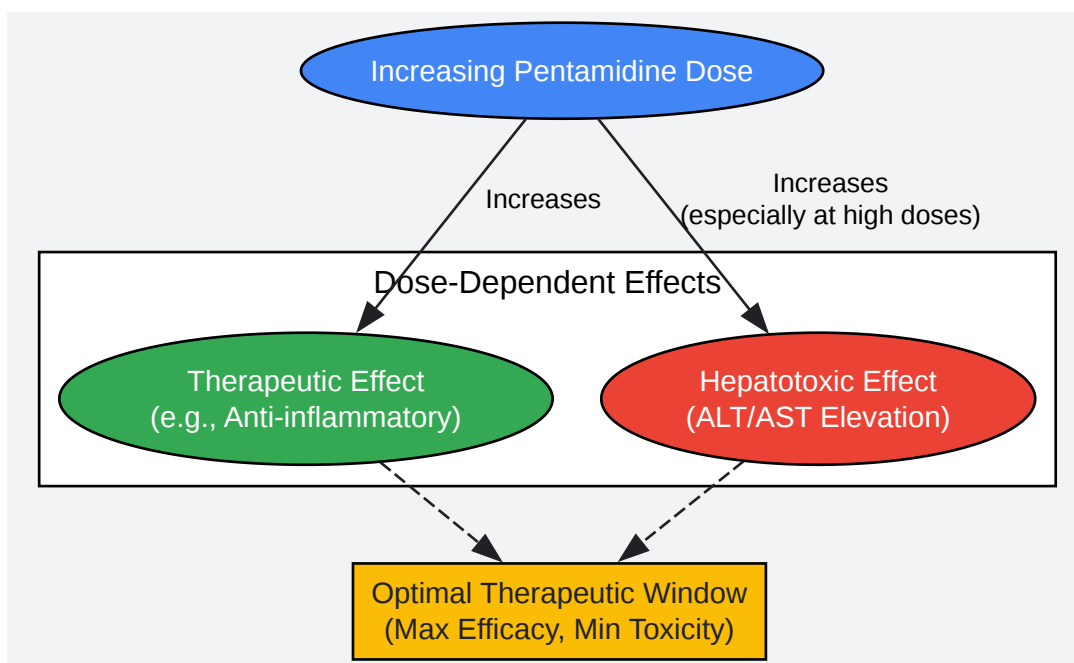 Increasing Pentamidine Dose
Increases
Increases
(especially at high doses)
Dose-Dependent Effects
Therapeutic Effect
(e.g., Anti-inflammatory)
Hepatotoxic Effect
(ALT/AST Elevation)
Optimal Therapeutic Window
(Max Efficacy, Min Toxicity)